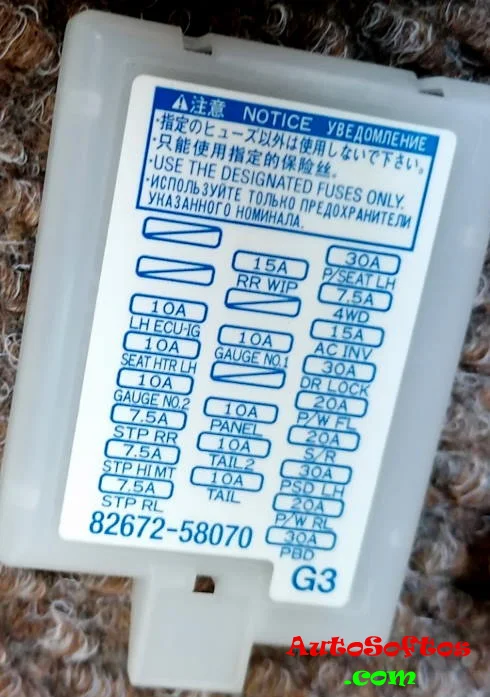 ⚠注意 NOTICE УВЕДОМЛЕНИЕ
・指定のヒューズ以外は使用しないで下さい。
・只能使用指定的保险丝。
・USE THE DESIGNATED FUSES ONLY.
・ИСПОЛЬЗУЙТЕ ТОЛЬКО ПРЕДОХРАНИТЕЛИ
УКАЗАННОГО НОМИНАЛА.
10A
LH ECU-IG
10A
SEAT HTR LH
10A
GAUGE NO.2
7.5A
STP RR
7.5A
STP HI MT
7.5A
STP RL
15A
RR WIP
10A
GAUGE NO.1
10A
PANEL
10A
TAIL2
10A
TAIL
30A
P/SEAT LH
7.5A
4WD
15A
AC INV
30A
DR LOCK
20A
P/W FL
20A
S/R
30A
PSD LH
20A
P/W RL
30A
PBD
82672-58070
G3
AutoSoftos
.com